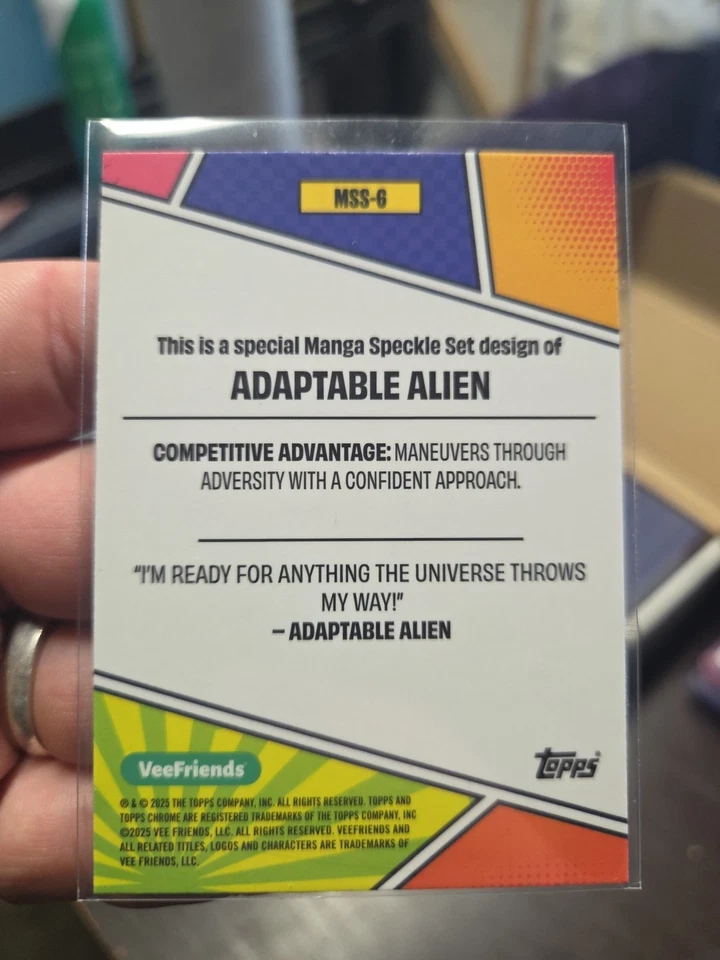 MSS-6
This is a special Manga Speckle Set design of
ADAPTABLE ALIEN
COMPETITIVE ADVANTAGE: MANEUVERS THROUGH
ADVERSITY WITH A CONFIDENT APPROACH.
“I'M READY FOR ANYTHING THE UNIVERSE THROWS
MY WAY!”
– ADAPTABLE ALIEN
VeeFriends
topps®
℗ & © 2025 THE TOPPS COMPANY, INC. ALL RIGHTS RESERVED. TOPPS AND
TOPPS CHROME ARE REGISTERED TRADEMARKS OF THE TOPPS COMPANY, INC
©2025 VEE FRIENDS, LLC. ALL RIGHTS RESERVED. VEEFRIENDS AND
ALL RELATED TITLES, LOGOS AND CHARACTERS ARE TRADEMARKS OF
VEE FRIENDS, LLC.